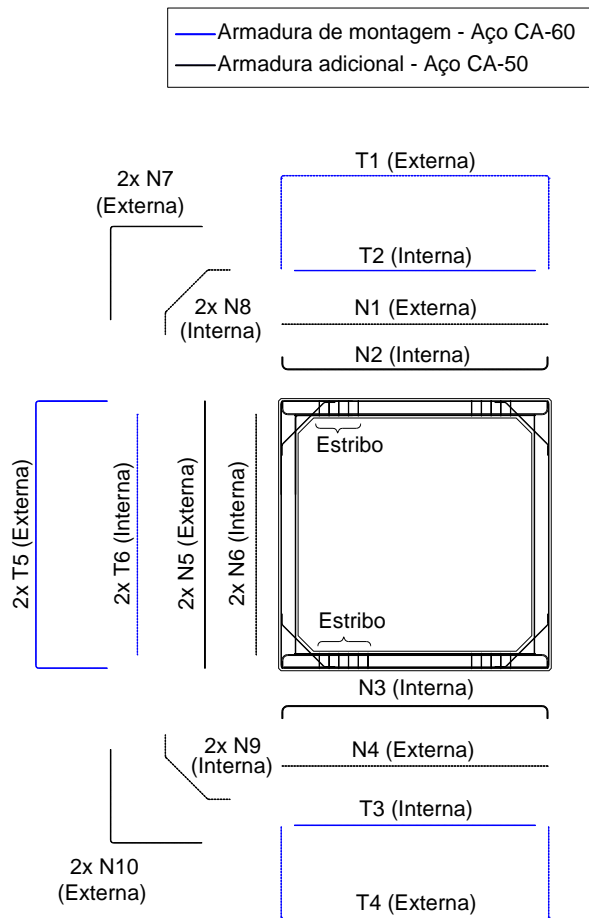 Armadura de montagem - Aço CA-60
Armadura adicional - Aço CA-50
T1 (Externa)
2x N7
(Externa)
T2 (Interna)
2x N8
(Interna)
N1 (Externa)
N2 (Interna)
Estribo
2x T5 (Externa)
2x T6 (Interna)
2x N5 (Externa)
2x N6 (Interna)
Estribo
N3 (Interna)
2x N9
(Interna)
N4 (Externa)
T3 (Interna)
2x N10
(Externa)
T4 (Externa)